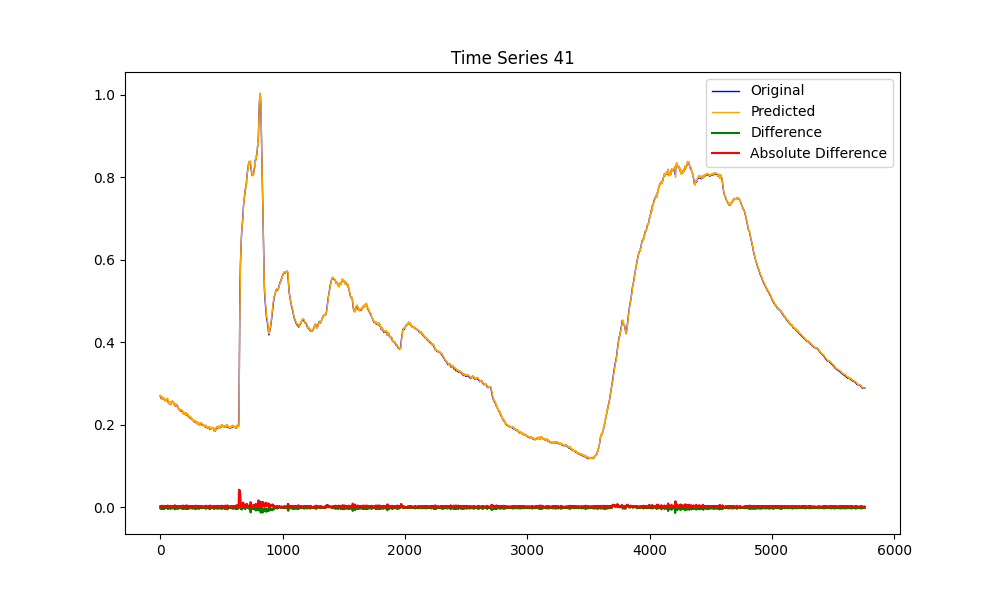 Time Series 41
Original
Predicted
Difference
Absolute Difference
1.0
0.8
0.6
0.4
0.2
0.0
0 1000 2000 3000 4000 5000 6000